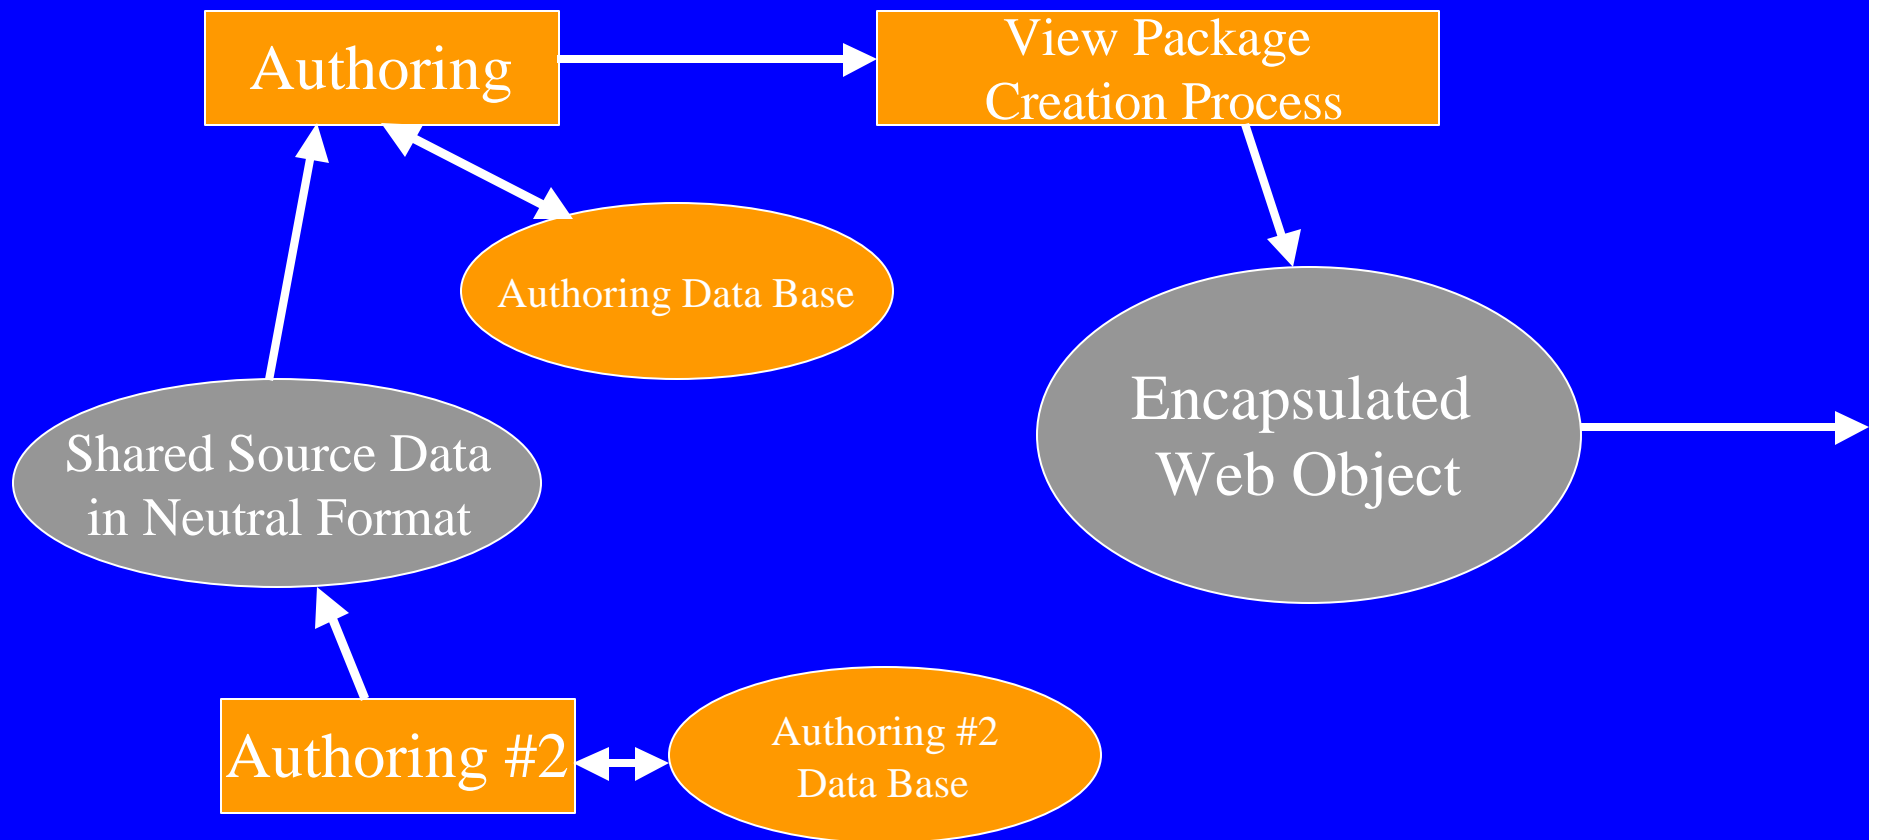 Authoring
View Package
Creation Process
Authoring Data Base
Encapsulated
Web Object
Shared Source Data
in Neutral Format
Authoring #2
Authoring #2
Data Base